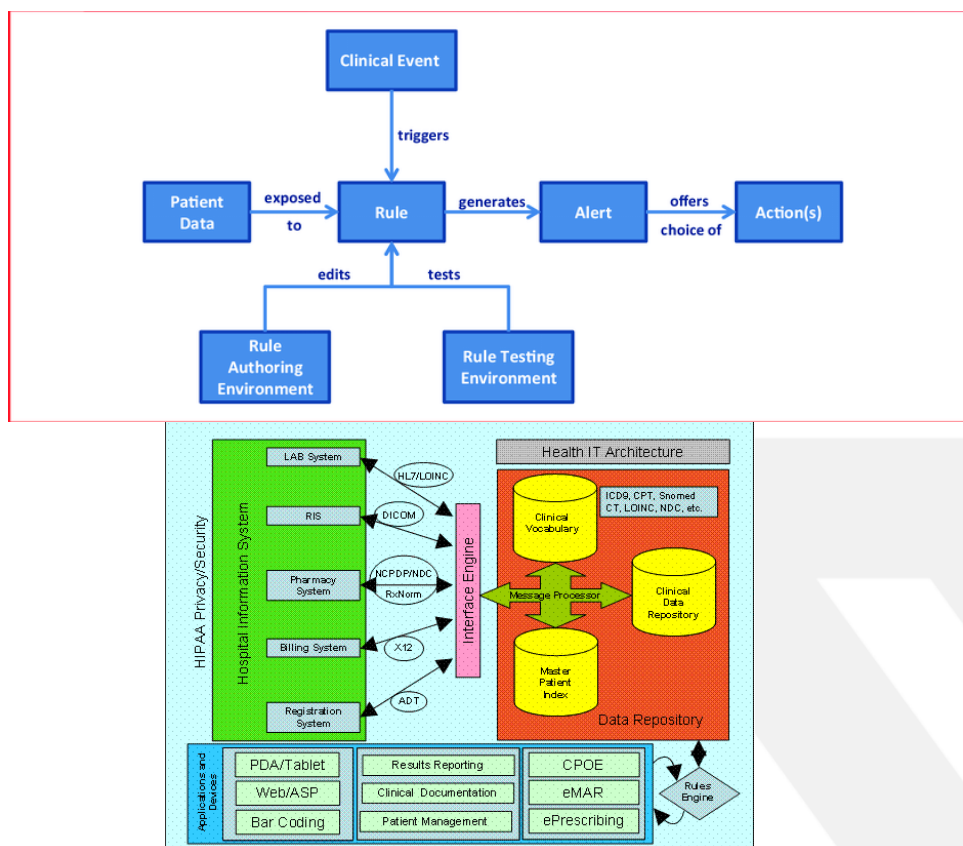 Clinical Event
triggers
Patient
Data
exposed
to
Rule
generates
Alert
offers
choice of
Action(s)
edits
tests
Rule
Authoring
Environment
Rule Testing
Environment
HIPAA Privacy/Security
Hospital Information System
LAB System
RIS
Pharmacy
System
Billing System
Registration
System
HL7/LOINC
DICOM
NCPDP/NDC
RxNorm
X12
ADT
Interface Engine
Health IT Architecture
Clinical
Vocabulary
ICD9, CPT, Snomed
CT, LOINC, NDC, etc.
Message Processor
Clinical
Data
Repository
Master
Patient
Index
Data Repository
Applications and
Devices
PDA/Tablet
Web/ASP
Bar Coding
Results Reporting
Clinical Documentation
Patient Management
CPOE
eMAR
ePrescribing
Rules
Engine